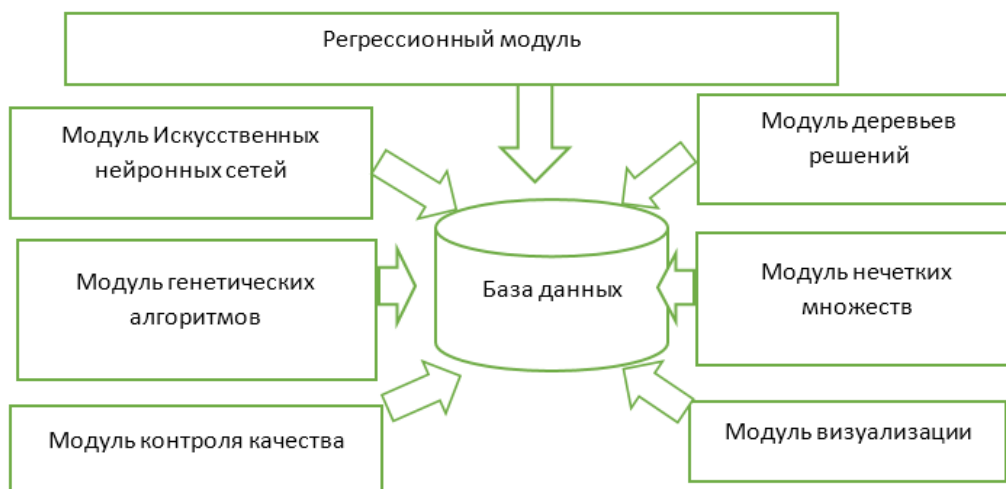 Регрессионный модуль
Модуль Искусственных
нейронных сетей
Модуль деревьев
решений
Модуль генетических
алгоритмов
База данных
Модуль нечетких
множеств
Модуль контроля качества
Модуль визуализации